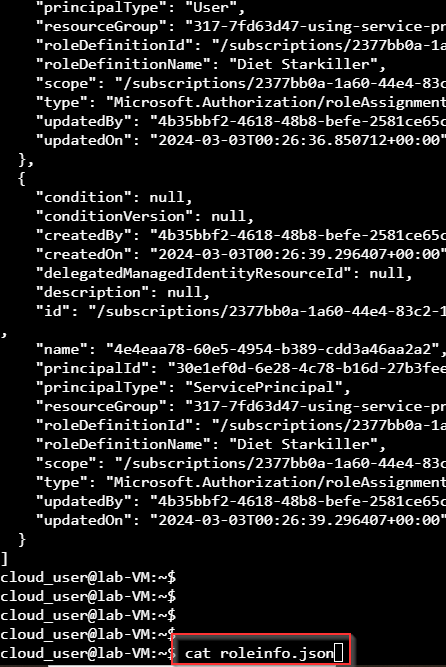 "principalType": "User",
"resourceGroup": "317-7fd63d47-using-service-pr
"roleDefinitionId": "/subscriptions/2377bb0a-1a60-44e4-83
"roleDefinitionName": "Diet Starkiller",
"scope": "/subscriptions/2377bb0a-1a60-44e4-83c
"type": "Microsoft.Authorization/roleAssignment
"updatedBy": "4b35bbf2-4618-48b8-befe-2581ce65c
"updatedOn": "2024-03-03T00:26:36.850712+00:00"
},
{
"condition": null,
"conditionVersion": null,
"createdBy": "4b35bbf2-4618-48b8-befe-2581ce65c
"createdOn": "2024-03-03T00:26:39.296407+00:00"
"delegatedManagedIdentityResourceId": null,
"description": null,
"id": "/subscriptions/2377bb0a-1a60-44e4-83c2-1
,
"name": "4e4eaa78-60e5-4954-b389-cdd3a46aa2a2",
"principalId": "30e1ef0d-6e28-4c78-b16d-27b3fee
"principalType": "ServicePrincipal",
"resourceGroup": "317-7fd63d47-using-service-pr
"roleDefinitionId": "/subscriptions/2377bb0a-1a
"roleDefinitionName": "Diet Starkiller",
"scope": "/subscriptions/2377bb0a-1a60-44e4-83c
"type": "Microsoft.Authorization/roleAssignment
"updatedBy": "4b35bbf2-4618-48b8-befe-2581ce65c
"updatedOn": "2024-03-03T00:26:39.296407+00:00"
}
]
cloud_user@lab-VM:~$
cloud_user@lab-VM:~$
cloud_user@lab-VM:~$
cloud_user@lab-VM:~$
cloud_user@lab-VM:~$ cat roleinfo.json